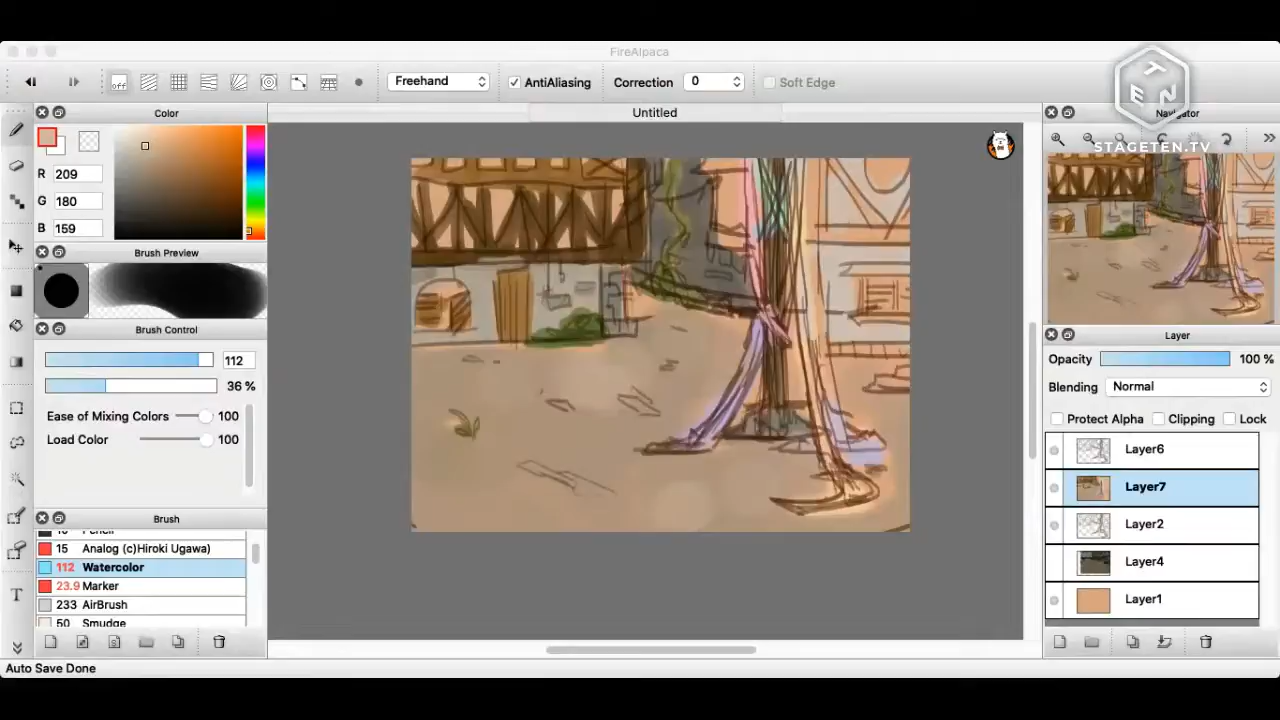 FireAlpaca
T
EN
off
Freehand
AntiAliasing
Correction
0
Soft Edge
Color
Untitled
Navigator
STAGETEN.TV
R
209
G
180
B
159
Brush Preview
Brush Control
112
36 %
Ease of Mixing Colors
100
Load Color
100
Brush
15 Analog (c)Hiroki Ugawa)
112 Watercolor
23.9 Marker
233 AirBrush
50 Smudge
T
Layer
Opacity
100 %
Blending
Normal
Protect Alpha
Clipping
Lock
Layer6
Layer7
Layer2
Layer4
Layer1
Auto Save Done